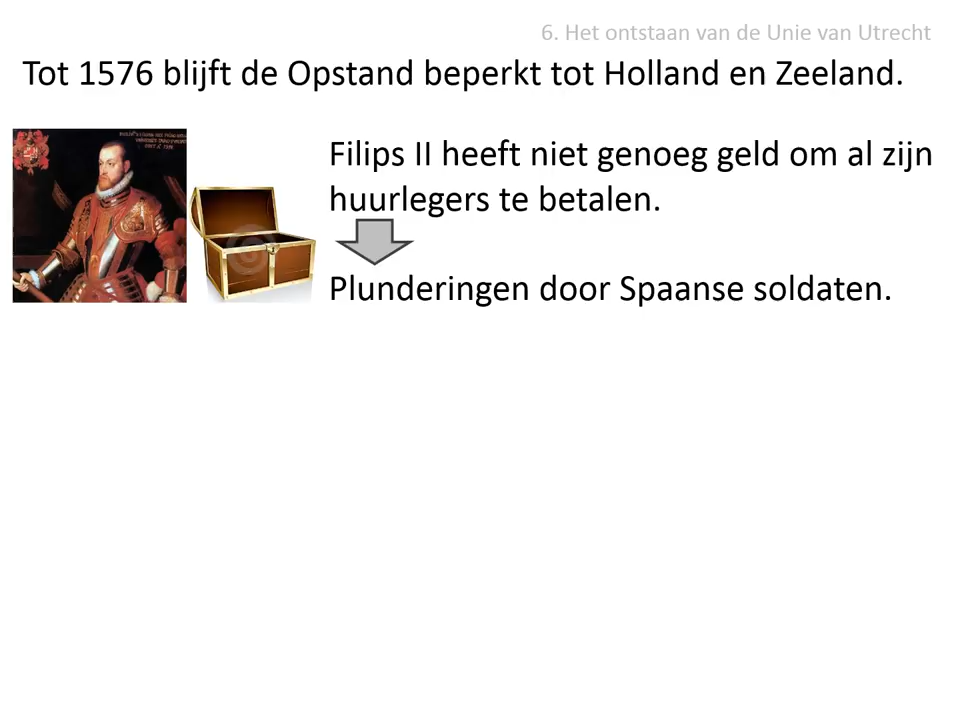 6. Het ontstaan van de Unie van Utrecht
Tot 1576 blijft de Opstand beperkt tot Holland en Zeeland.
Filips II heeft niet genoeg geld om al zijn
huurlegers te betalen.
Plunderingen door Spaanse soldaten.